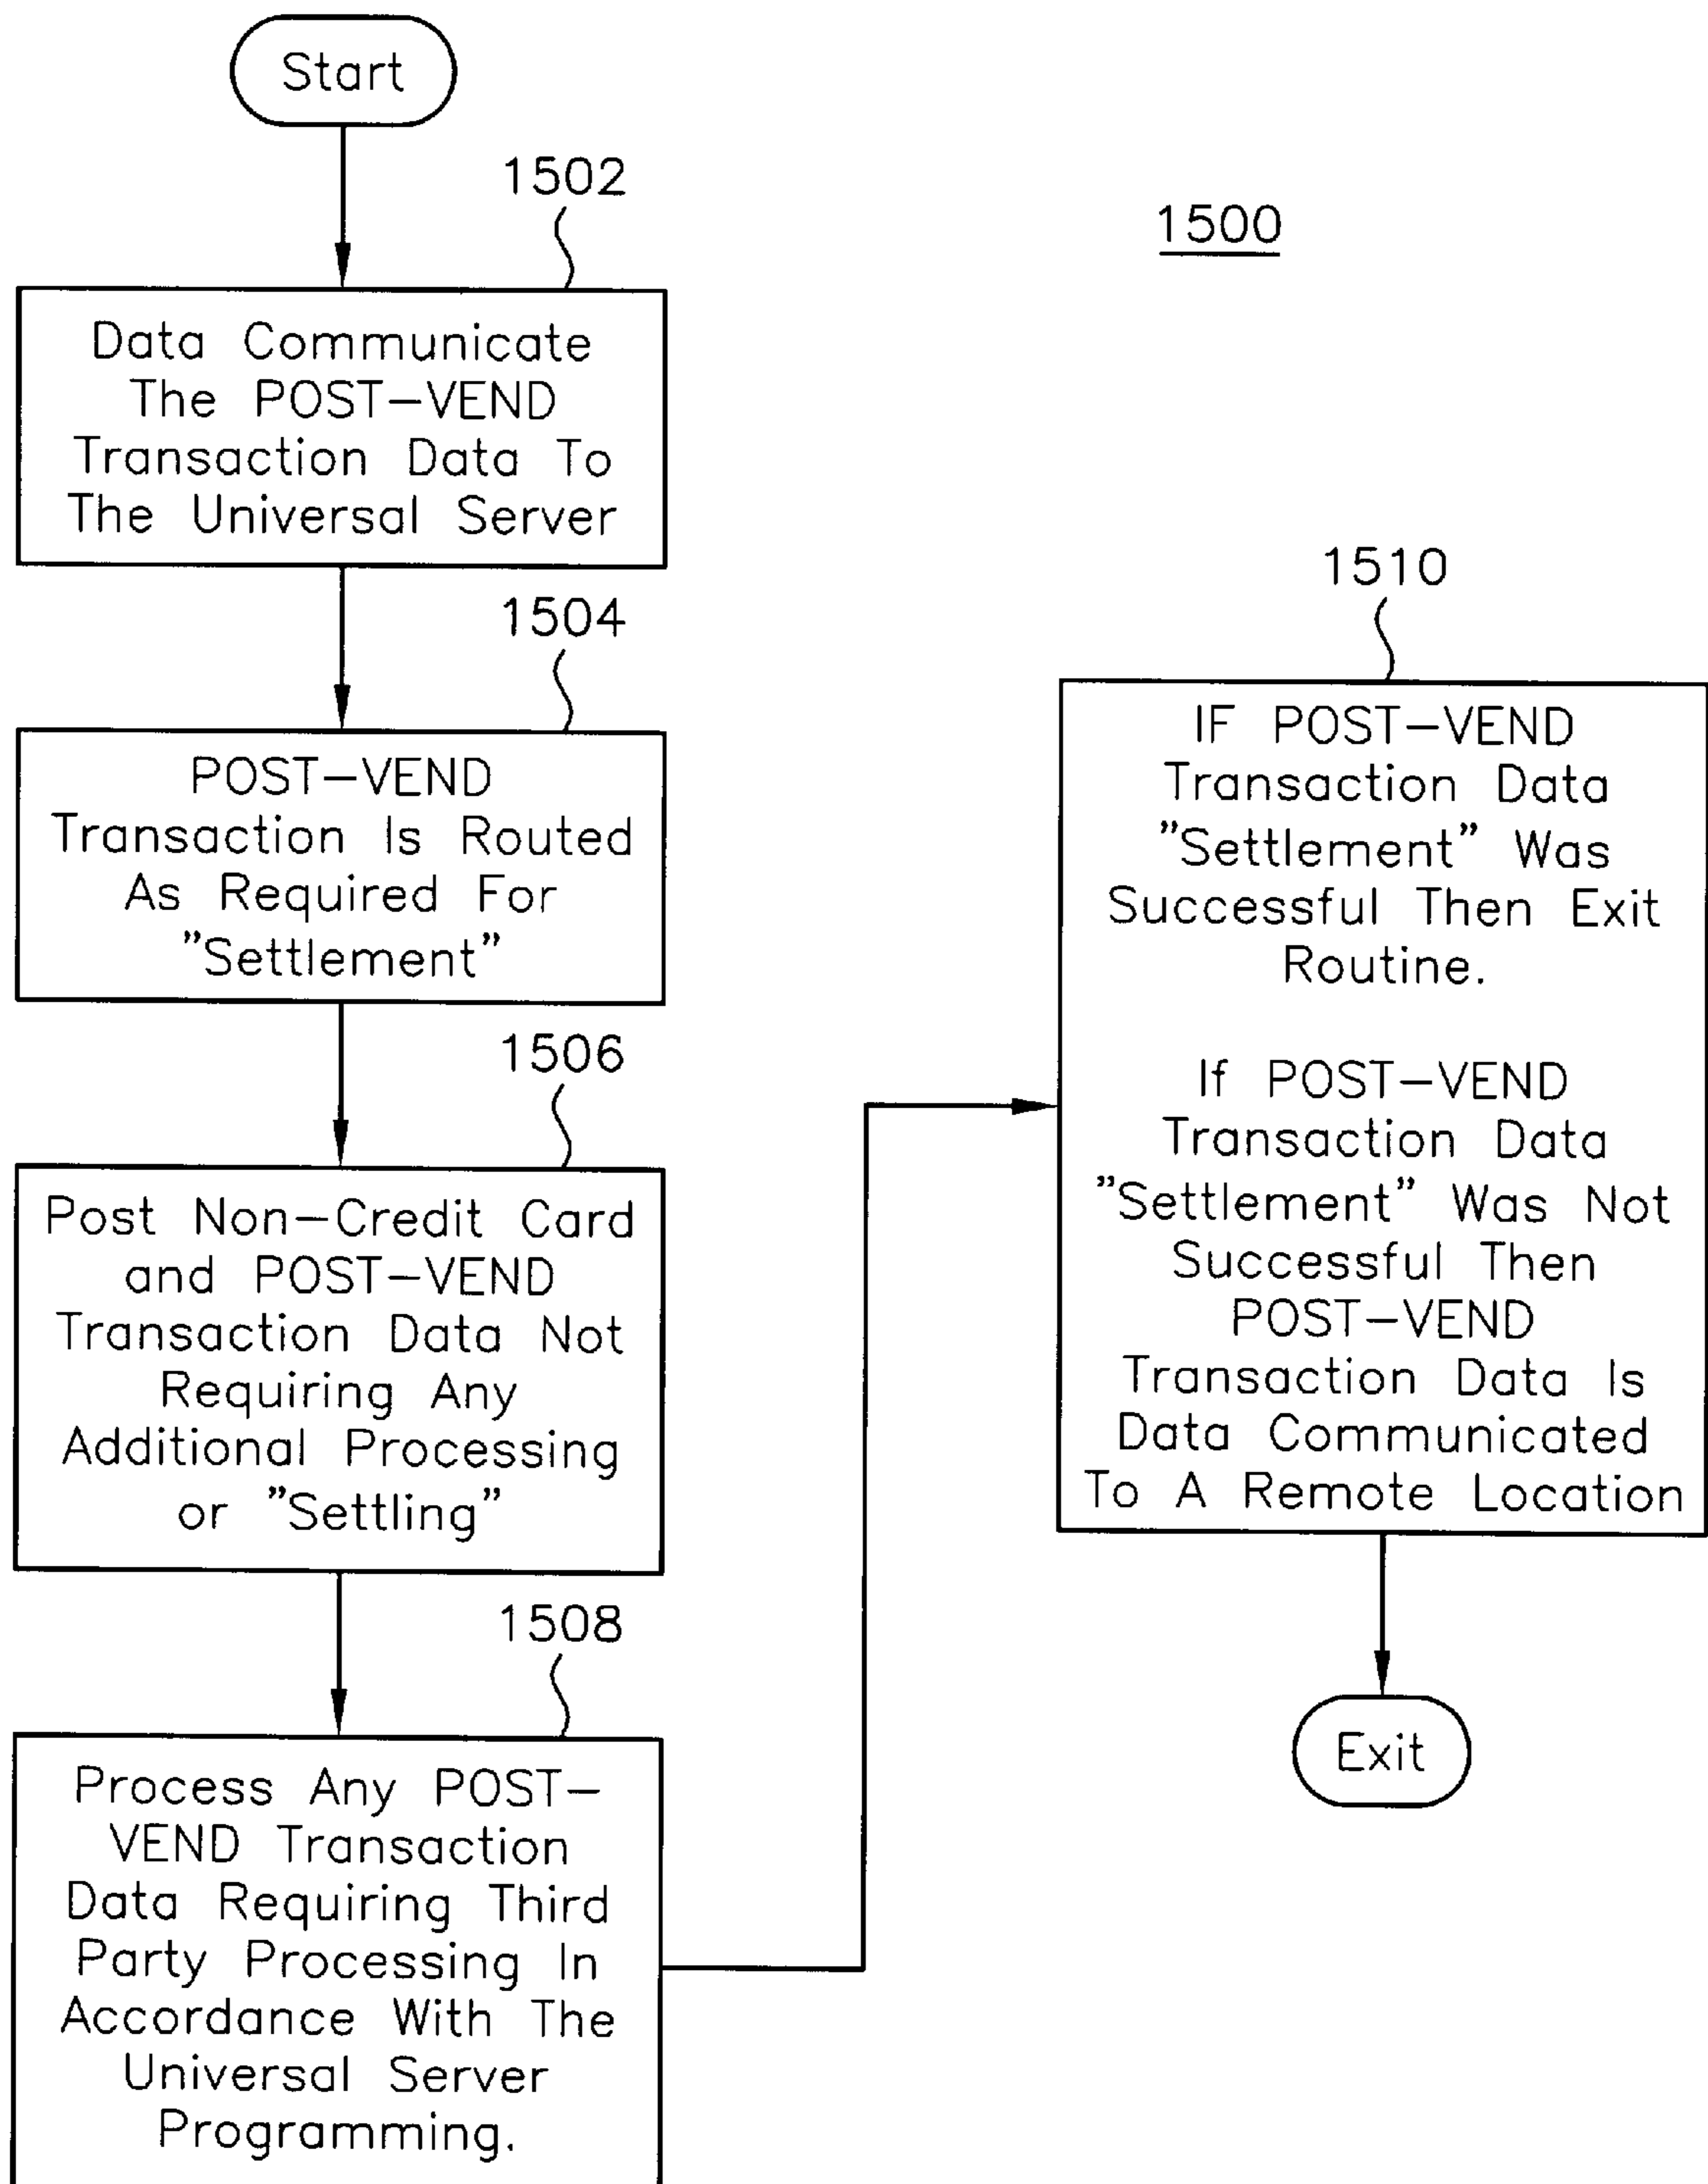 Start
1502
1500
Data Communicate
The POST–VEND
Transaction Data To
The Universal Server
1504
POST–VEND
Transaction Is Routed
As Required For
"Settlement"
1506
Post Non–Credit Card
and POST–VEND
Transaction Data Not
Requiring Any
Additional Processing
or "Settling"
1508
Process Any POST–
VEND Transaction
Data Requiring Third
Party Processing In
Accordance With The
Universal Server
Programming.
1510
IF POST–VEND
Transaction Data
"Settlement" Was
Successful Then Exit
Routine.
If POST–VEND
Transaction Data
"Settlement" Was Not
Successful Then
POST–VEND
Transaction Data Is
Data Communicated
To A Remote Location
Exit